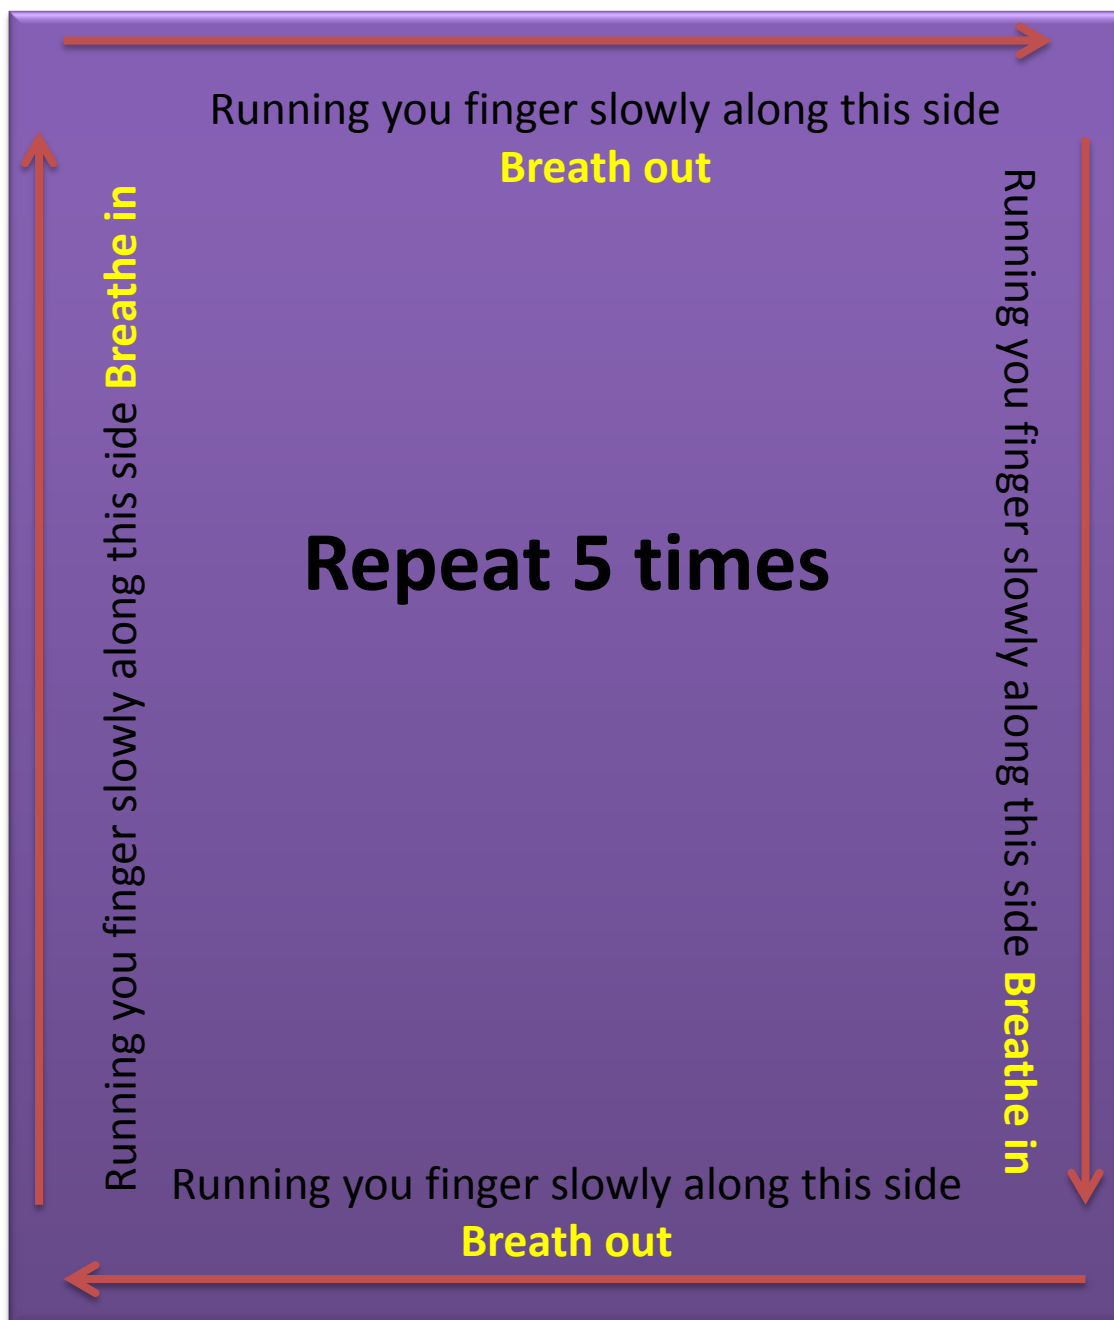 Running you finger slowly along this side
Breath out
Running you finger slowly along this side Breathe in
Running you finger slowly along this side Breathe in
Repeat 5 times
Running you finger slowly along this side
Breath out